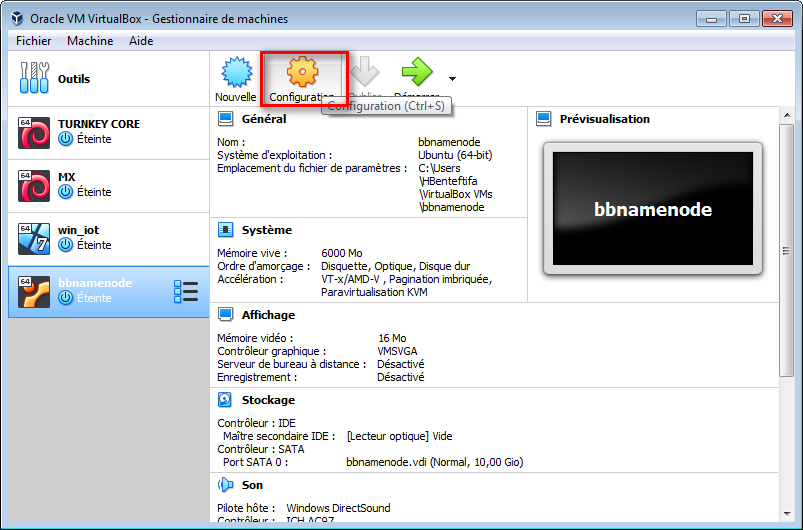 Oracle VM VirtualBox - Gestionnaire de machines
Fichier Machine Aide
Outils
Nouvelle Configuration Oublier Démarrer
Configuration (Ctrl+S)
64 TURNKEY CORE
Éteinte
64 MX
Éteinte
64 win_iot
7 Éteinte
64 bbnamenode
Éteinte
Général
Nom : bbnamenode
Système d'exploitation : Ubuntu (64-bit)
Emplacement du fichier de paramètres : C:\Users
\HBenteftifa
\VirtualBox VMs
\bbnamenode
Prévisualisation
bbnamenode
Système
Mémoire vive : 6000 Mo
Ordre d'amorçage : Disquette, Optique, Disque dur
Accélération : VT-x/AMD-V , Pagination imbriquée,
Paravirtualisation KVM
Affichage
Mémoire vidéo : 16 Mo
Contrôleur graphique : VMSVGA
Serveur de bureau à distance : Désactivé
Enregistrement : Désactivé
Stockage
Contrôleur : IDE
Maître secondaire IDE : [Lecteur optique] Vide
Contrôleur : SATA
Port SATA 0 : bbnamenode.vdi (Normal, 10,00 Gio)
Son
Pilote hôte : Windows DirectSound
Contrôleur : ICH AC97